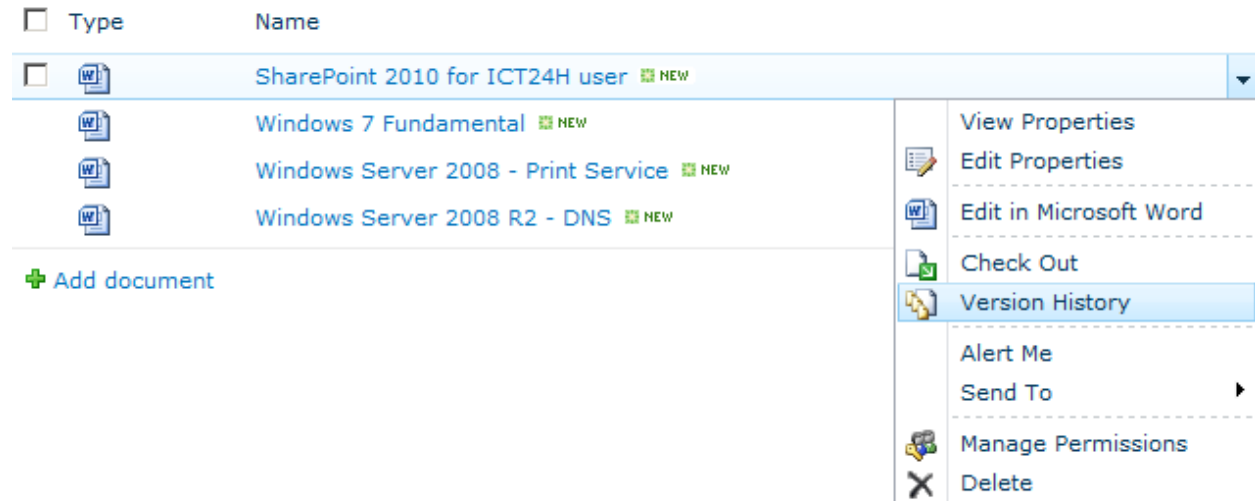 Type Name
SharePoint 2010 for ICT24H user NEW
Windows 7 Fundamental NEW
Windows Server 2008 - Print Service NEW
Windows Server 2008 R2 - DNS NEW
Add document
View Properties
Edit Properties
Edit in Microsoft Word
Check Out
Version History
Alert Me
Send To
Manage Permissions
Delete